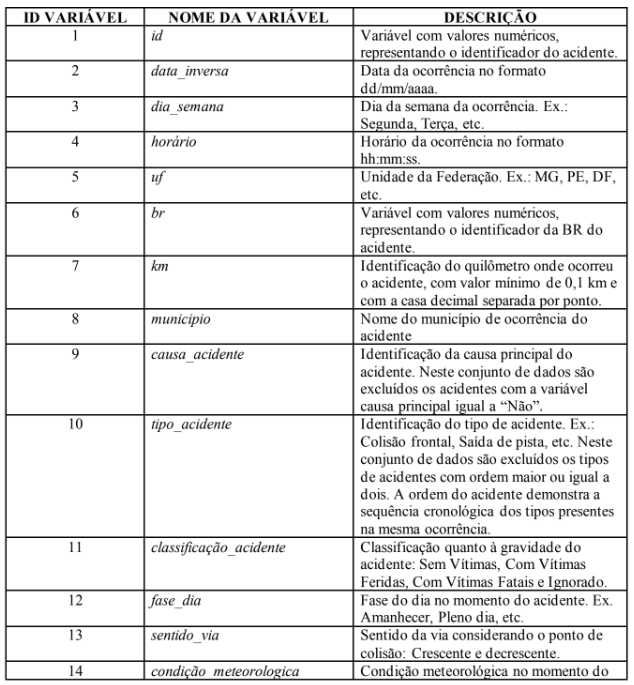 ID VARIÁVEL NOME DA VARIÁVEL DESCRIÇÃO
1 id Variável com valores numéricos,
representando o identificador do acidente.
2 data_inversa Data da ocorrência no formato
dd/mm/aaaa.
3 dia_semana Dia da semana da ocorrência. Ex.:
Segunda, Terça, etc.
4 horário Horário da ocorrência no formato
hh:mm:ss.
5 uf Unidade da Federação. Ex.: MG, PE, DF,
etc.
6 br Variável com valores numéricos,
representando o identificador da BR do
acidente.
7 km Identificação do quilômetro onde ocorreu
o acidente, com valor mínimo de 0,1 km e
com a casa decimal separada por ponto.
8 municipio Nome do município de ocorrência do
acidente
9 causa_acidente Identificação da causa principal do
acidente. Neste conjunto de dados são
excluídos os acidentes com a variável
causa principal igual a “Não”.
10 tipo_acidente Identificação do tipo de acidente. Ex.:
Colisão frontal, Saída de pista, etc. Neste
conjunto de dados são excluídos os tipos
de acidentes com ordem maior ou igual a
dois. A ordem do acidente demonstra a
sequência cronológica dos tipos presentes
na mesma ocorrência.
11 classificação_acidente Classificação quanto à gravidade do
acidente: Sem Vítimas, Com Vítimas
Feridas, Com Vítimas Fatais e Ignorado.
12 fase_dia Fase do dia no momento do acidente. Ex.
Amanhecer, Pleno dia, etc.
13 sentido_via Sentido da via considerando o ponto de
colisão: Crescente e decrescente.
14 condição_meteorologica Condição meteorológica no momento do